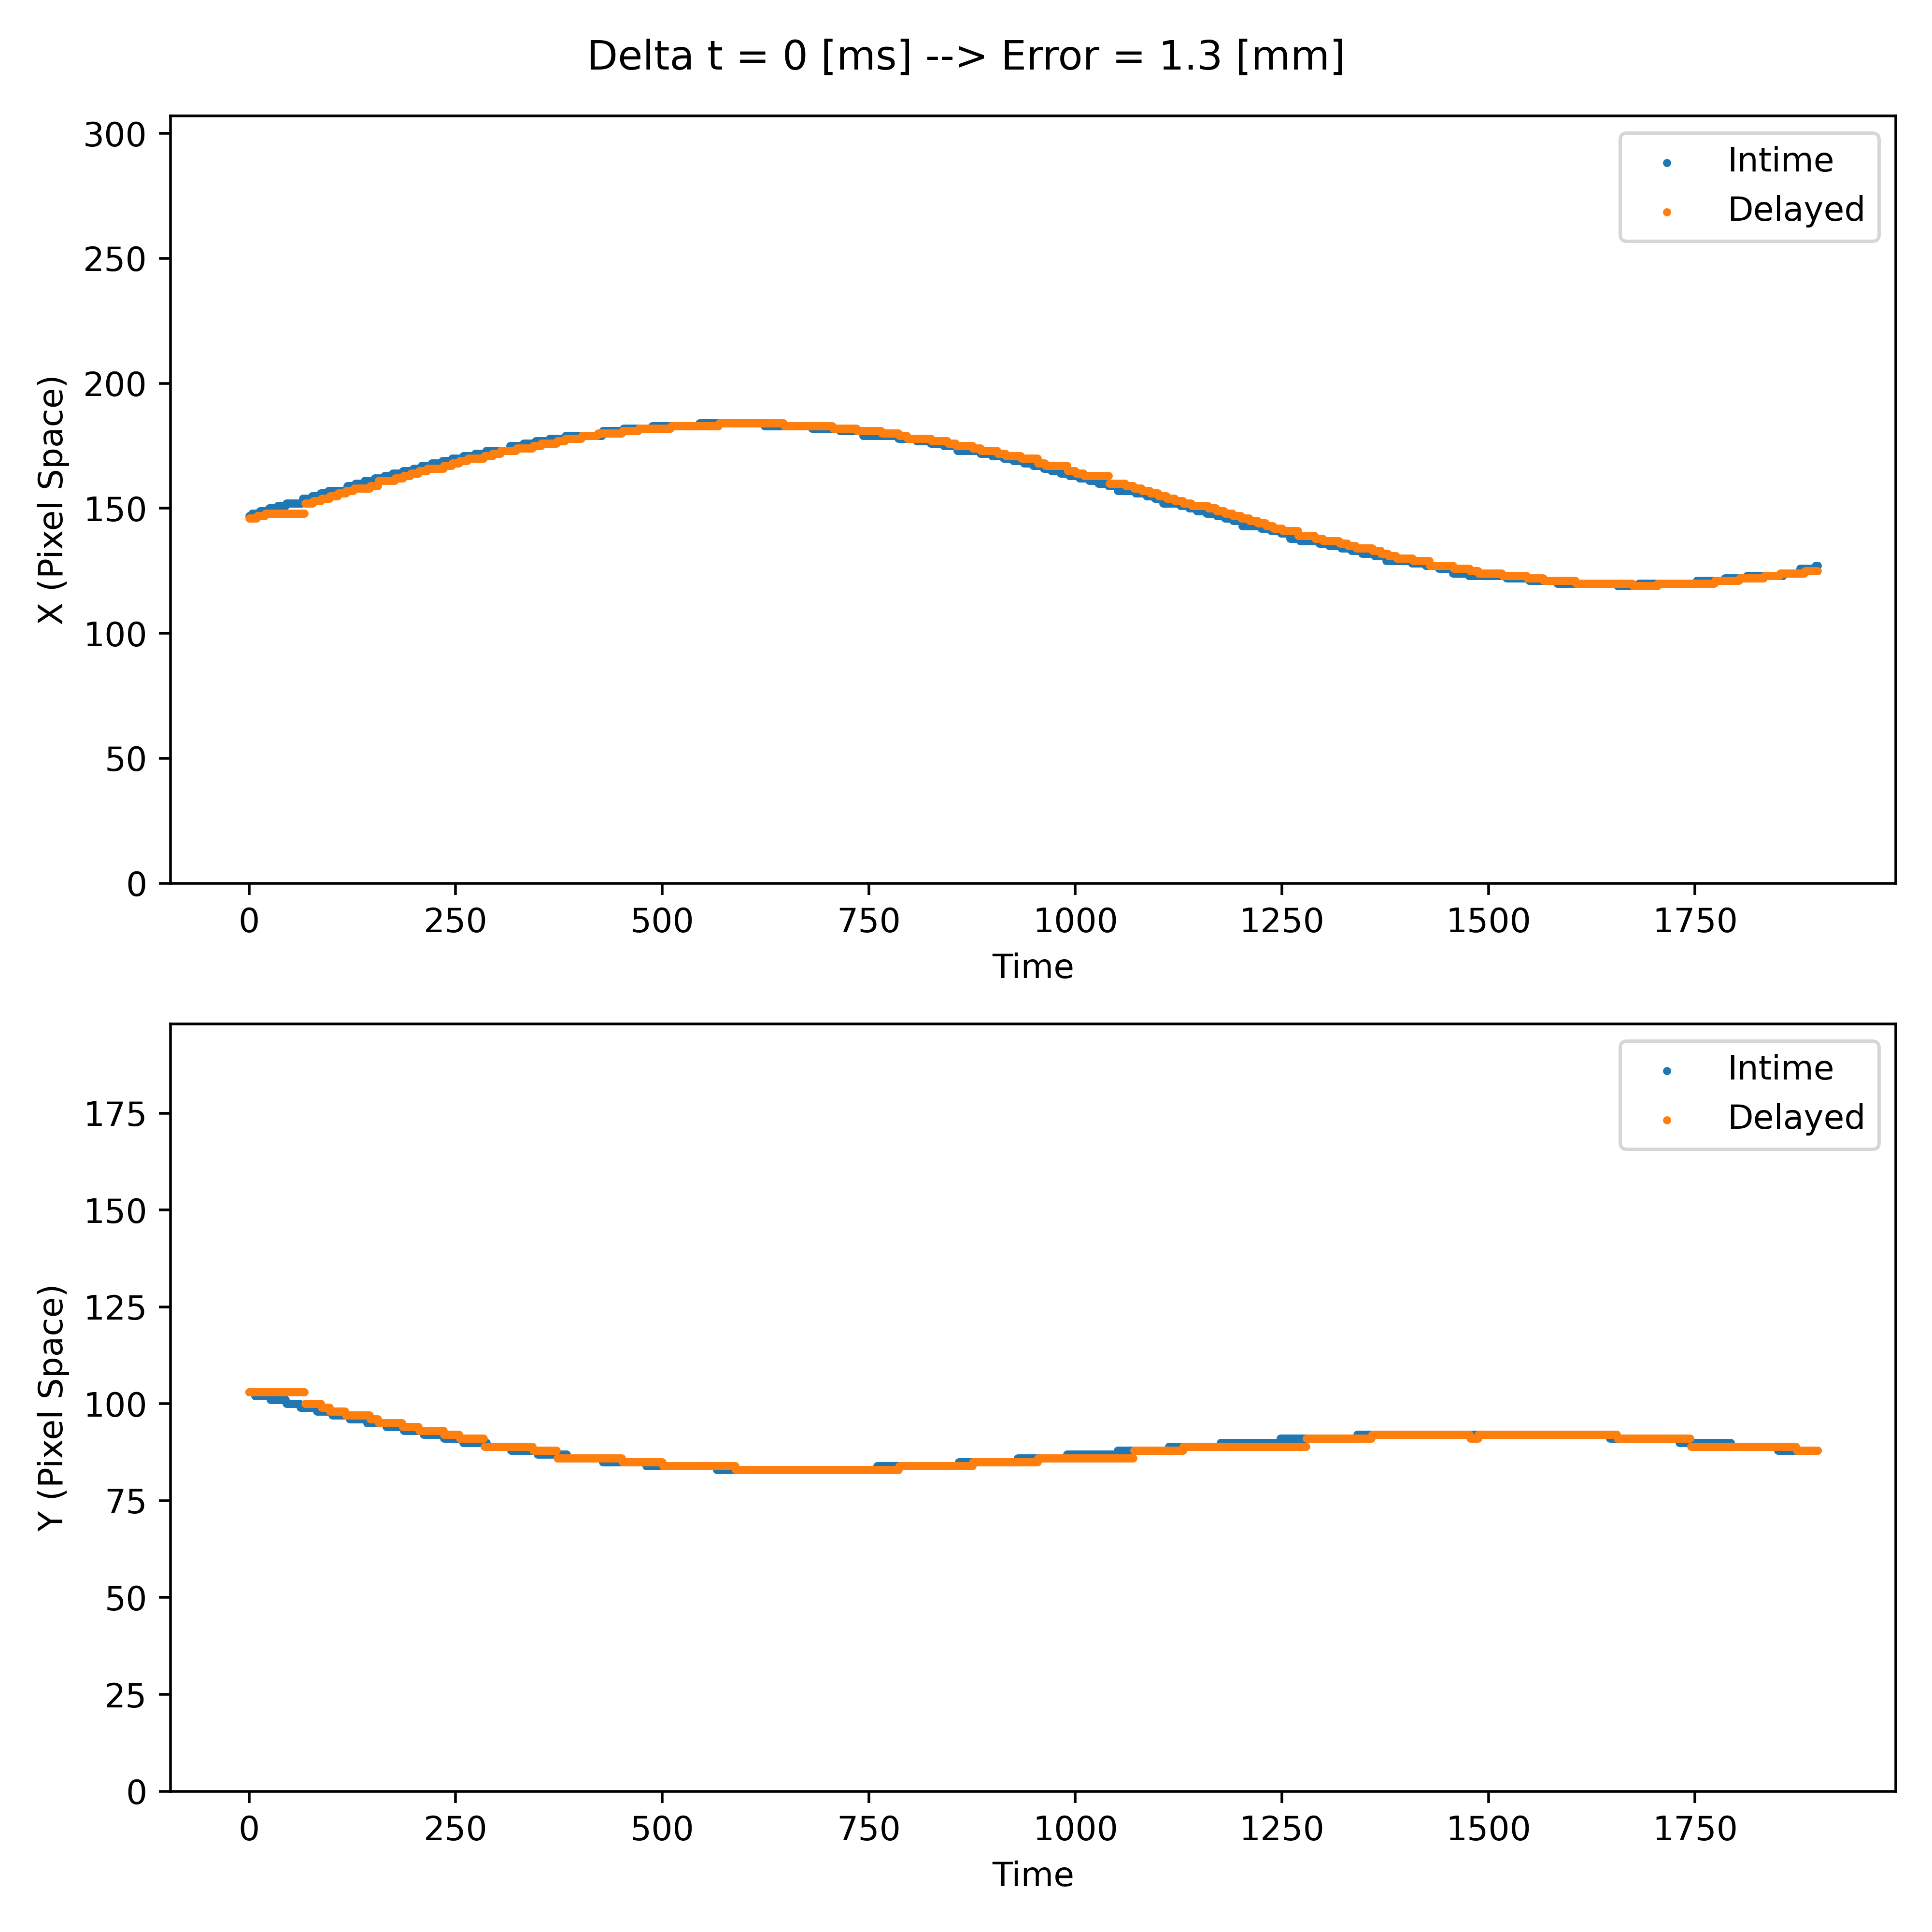 Delta t = 0 [ms] --> Error = 1.3 [mm]
300
250
200
150
100
50
0
X (Pixel Space)
Intime
Delayed
0 250 500 750 1000 1250 1500 1750
Time
175
150
125
100
75
50
25
0
Y (Pixel Space)
Intime
Delayed
0 250 500 750 1000 1250 1500 1750
Time